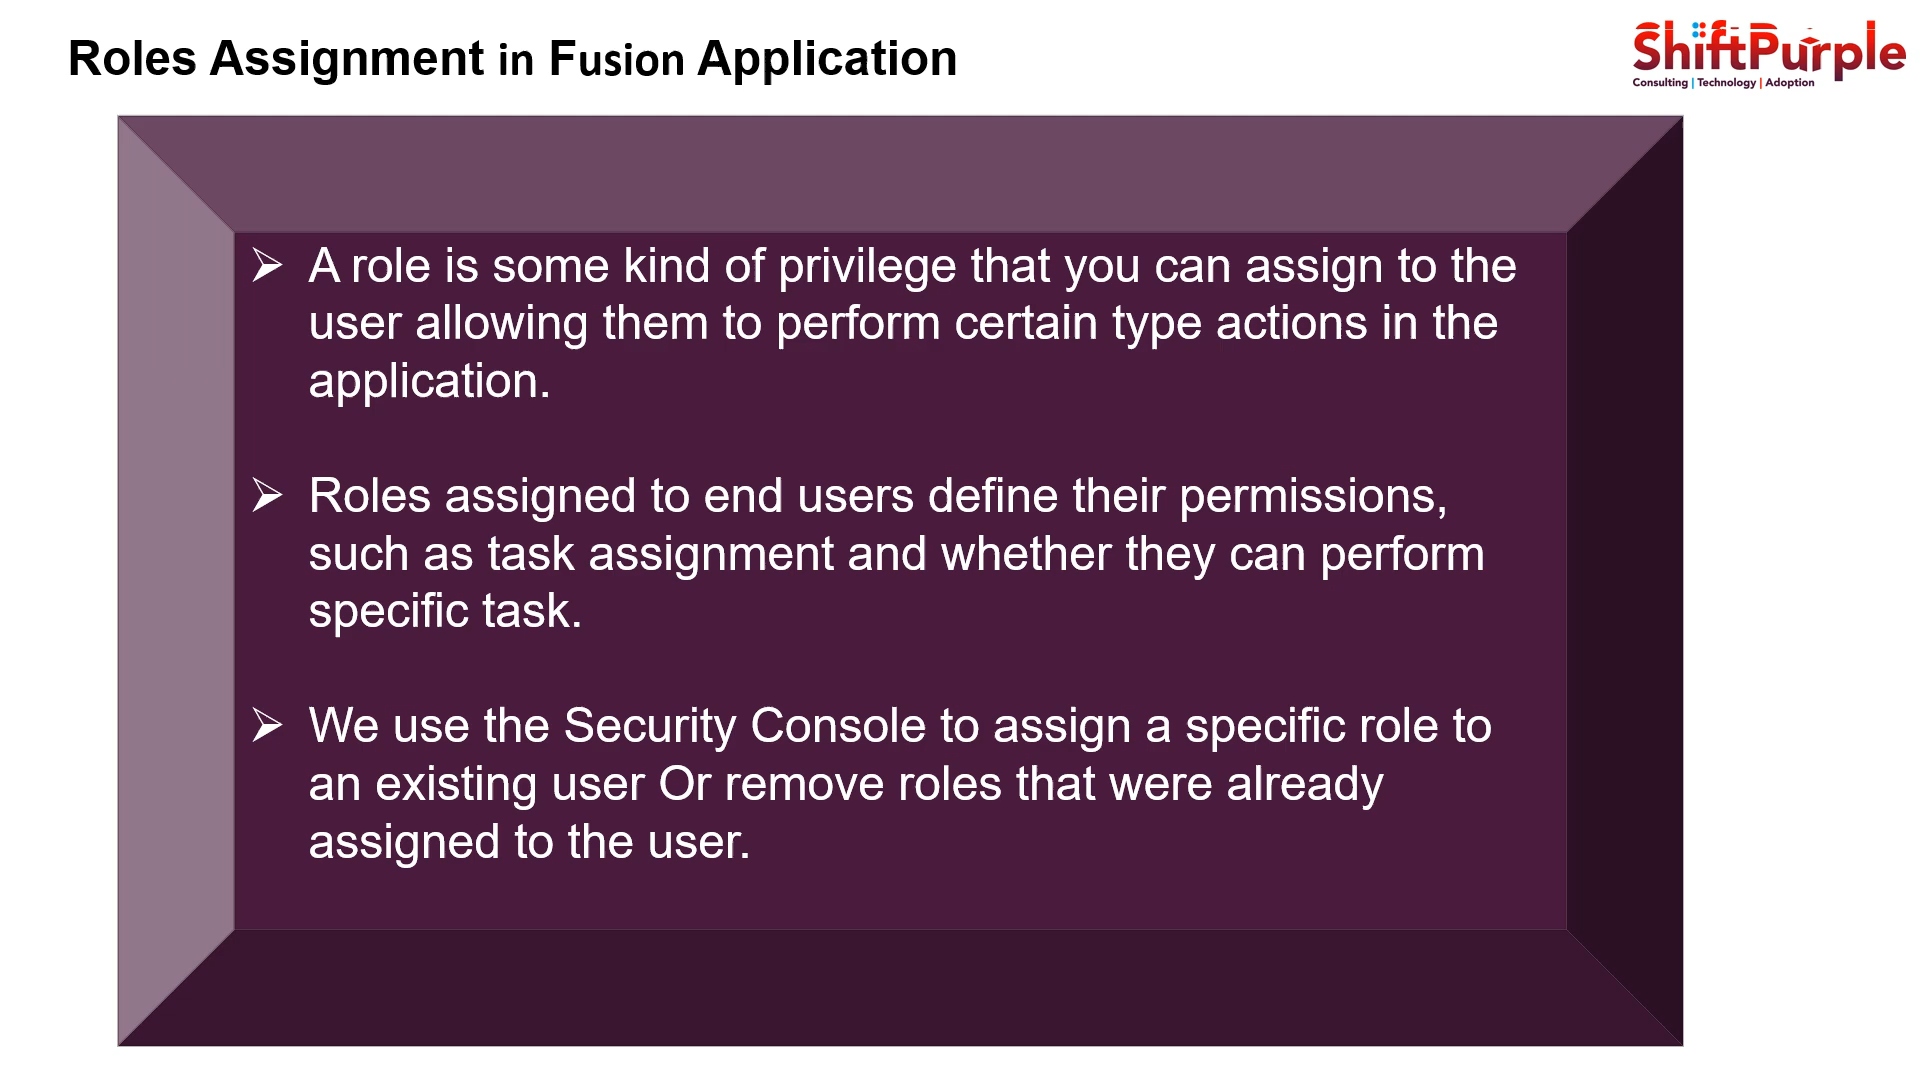 Roles Assignment in Fusion Application
ShiftPurple
Consulting | Technology | Adoption
➢ A role is some kind of privilege that you can assign to the
user allowing them to perform certain type actions in the
application.
➢ Roles assigned to end users define their permissions,
such as task assignment and whether they can perform
specific task.
➢ We use the Security Console to assign a specific role to
an existing user Or remove roles that were already
assigned to the user.